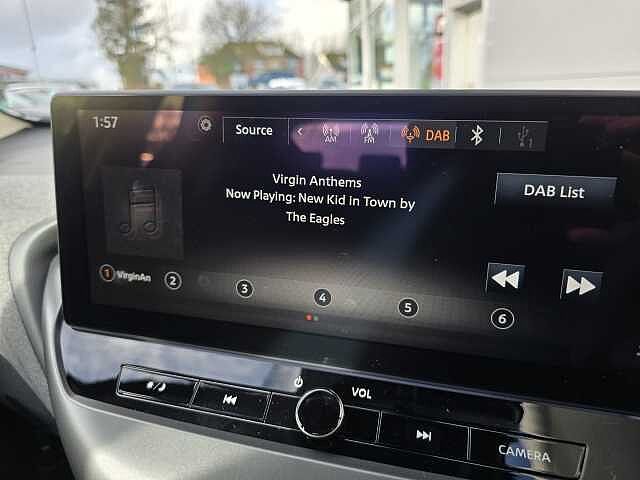 1:57
Source
AM
FM
DAB
1
Virgin Anthems
Now Playing: New Kid in Town by
The Eagles
DAB List
1 VirginAn
2
3
4
5
6
VOL
CAMERA